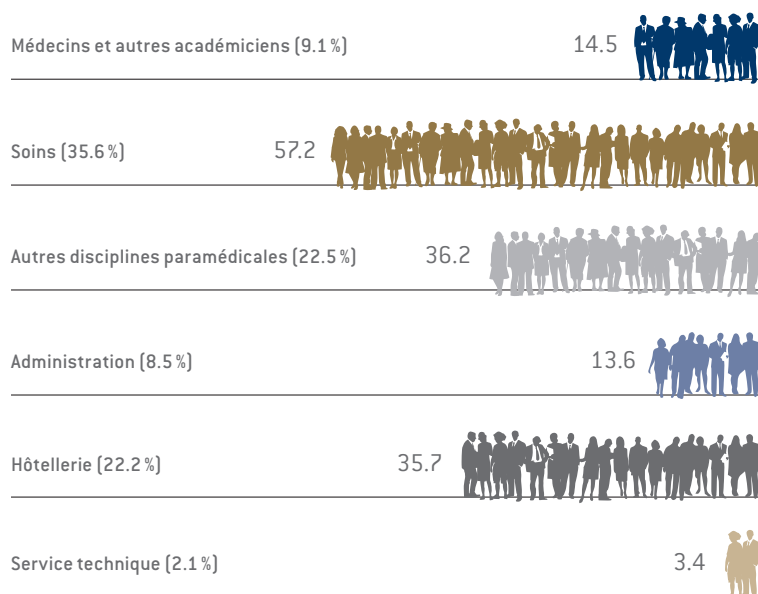 Médecins et autres académiciens (9.1 %) 14.5
Soins (35.6 %) 57.2
Autres disciplines paramédicales (22.5 %) 36.2
Administration (8.5 %) 13.6
Hôtellerie (22.2 %) 35.7
Service technique (2.1 %) 3.4